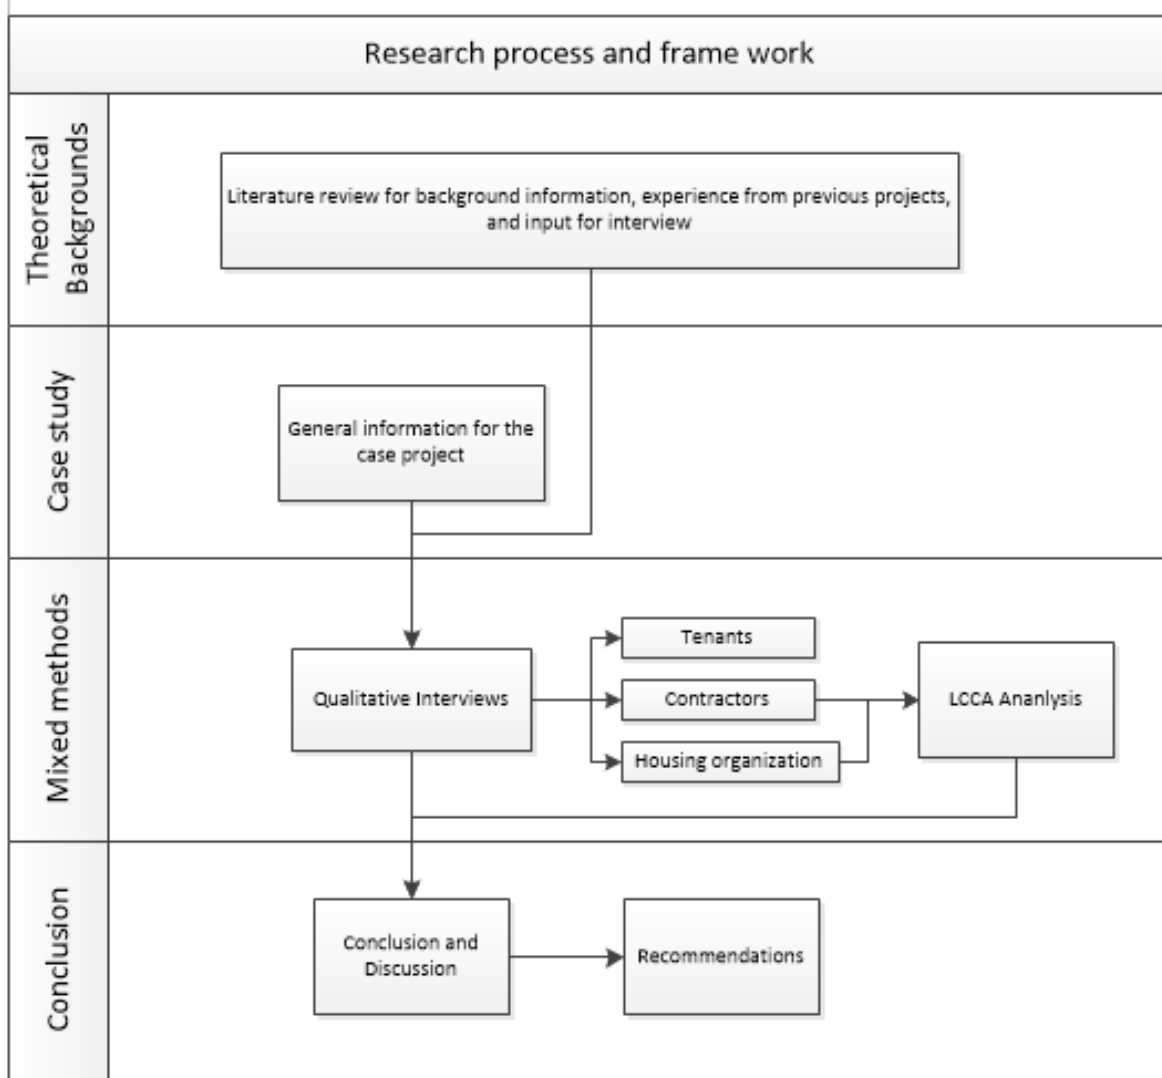 Research process and frame work
Theoretical
Backgrounds
Literature review for background information, experience from previous projects,
and input for interview
Case study
General information for the
case project
Mixed methods
Qualitative Interviews
Tenants
Contractors
Housing organization
LCCA Ananlysis
Conclusion
Conclusion and
Discussion
Recommendations